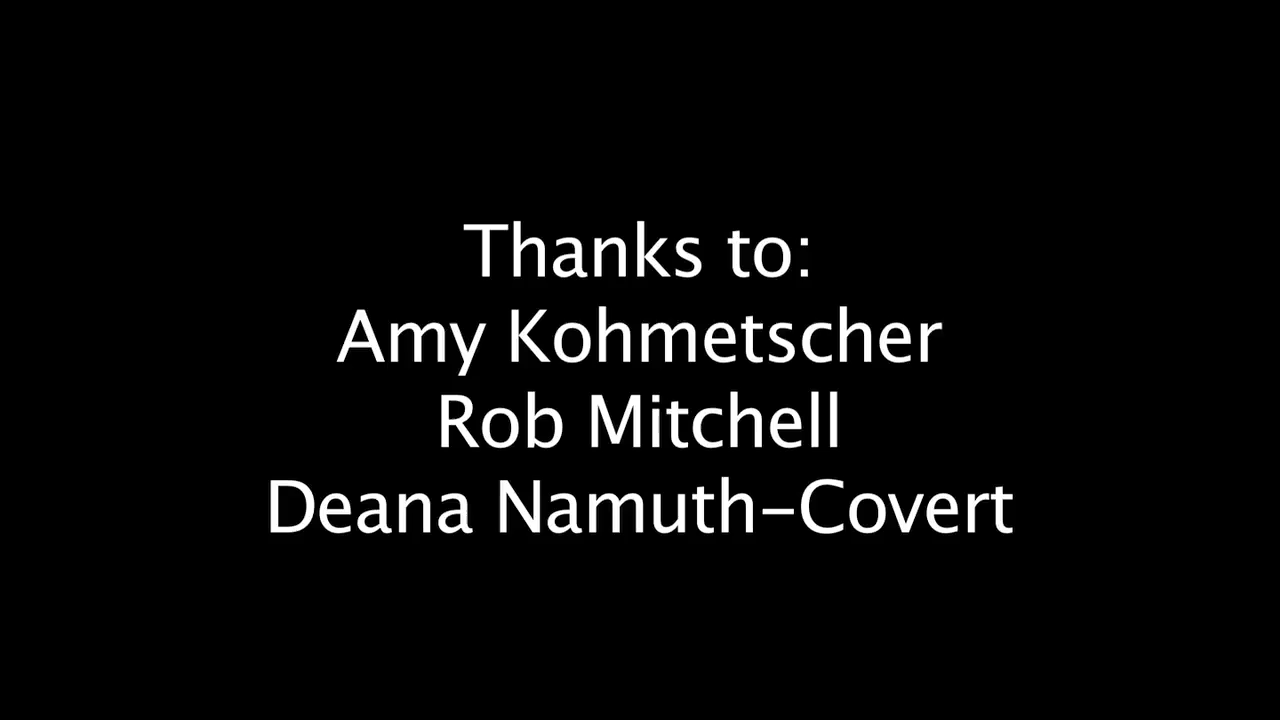 Thanks to:
Amy Kohmetscher
Rob Mitchell
Deana Namuth-Covert